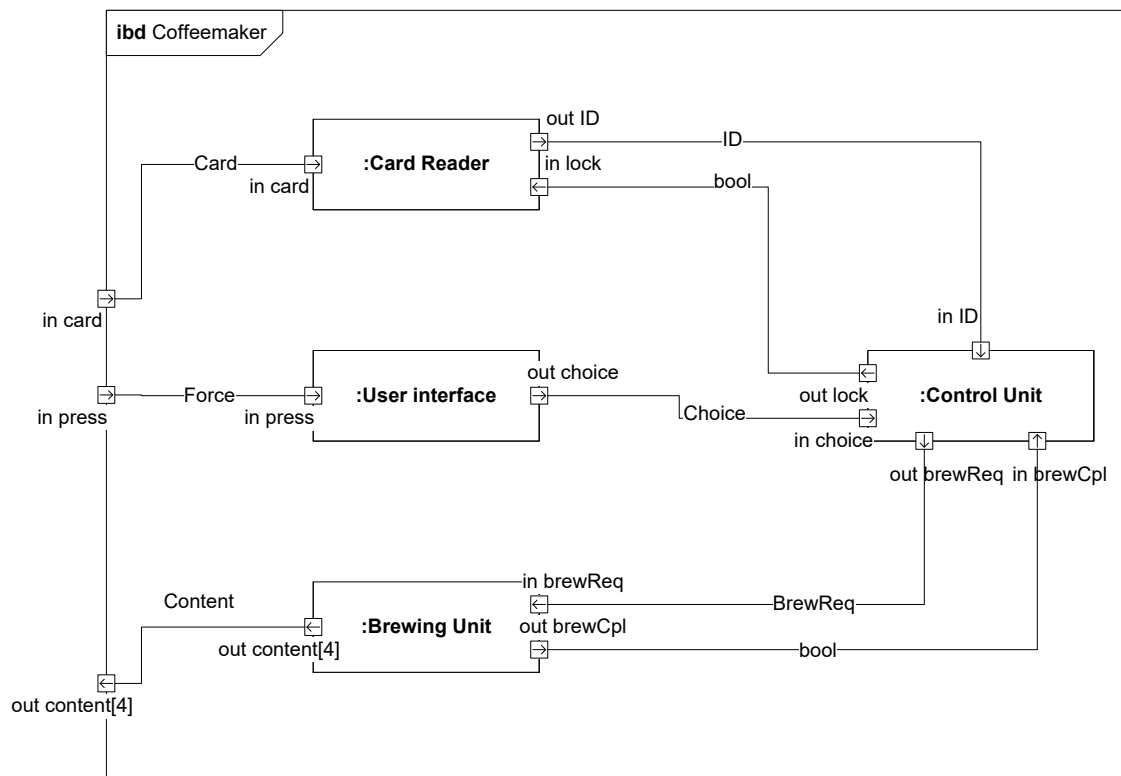 ibd Coffeemaker
out ID
ID
Card
:Card Reader
in lock
in card
bool
in card
in ID
out choice
Force
:User interface
out lock
:Control Unit
in press
in press
Choice
in choice
out brewReq
in brewCpl
in brewReq
Content
BrewReq
:Brewing Unit
out brewCpl
out content[4]
bool
out content[4]